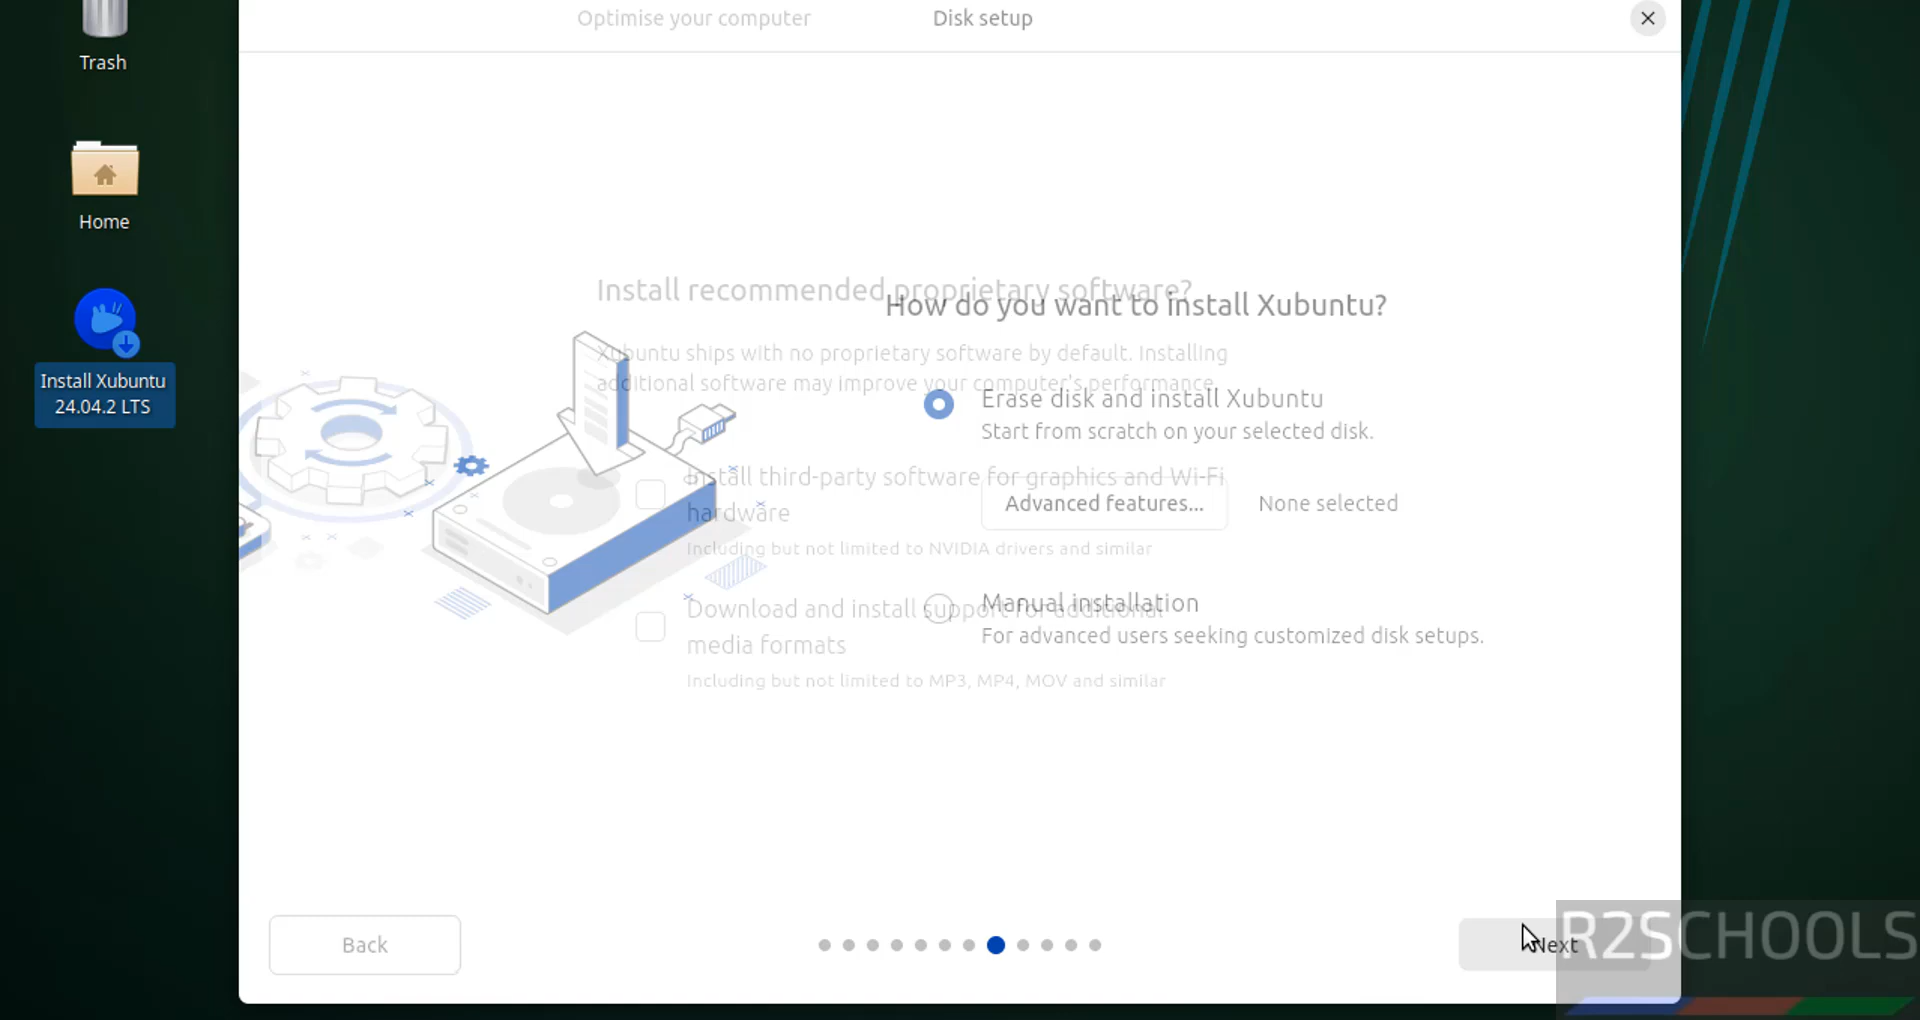 Optimise your computer
Disk setup
Trash
Home
Install Xubuntu
24.04.2 LTS
Install recommended proprietary software?
Xubuntu ships with no proprietary software by default. Installing
additional software may improve your computer's performance.
Install third-party software for graphics and Wi-Fi
hardware
Including but not limited to NVIDIA drivers and similar
Download and install support for additional
media formats
Including but not limited to MP3, MP4, MOV and similar
How do you want to install Xubuntu?
Erase disk and install Xubuntu
Start from scratch on your selected disk.
Advanced features...
None selected
Manual installation
For advanced users seeking customized disk setups.
Back
Next
R2SCHOOLS